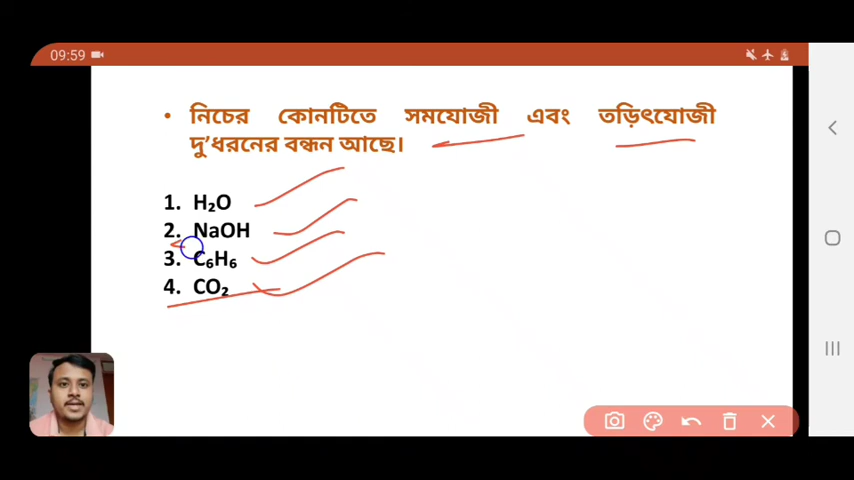 09:59
• নিচের কোনটিতে সমযোজী এবং তড়িৎযোজী
দু'ধরনের বন্ধন আছে।
1. H₂O
2. NaOH
3. C₆H₆
4. CO₂